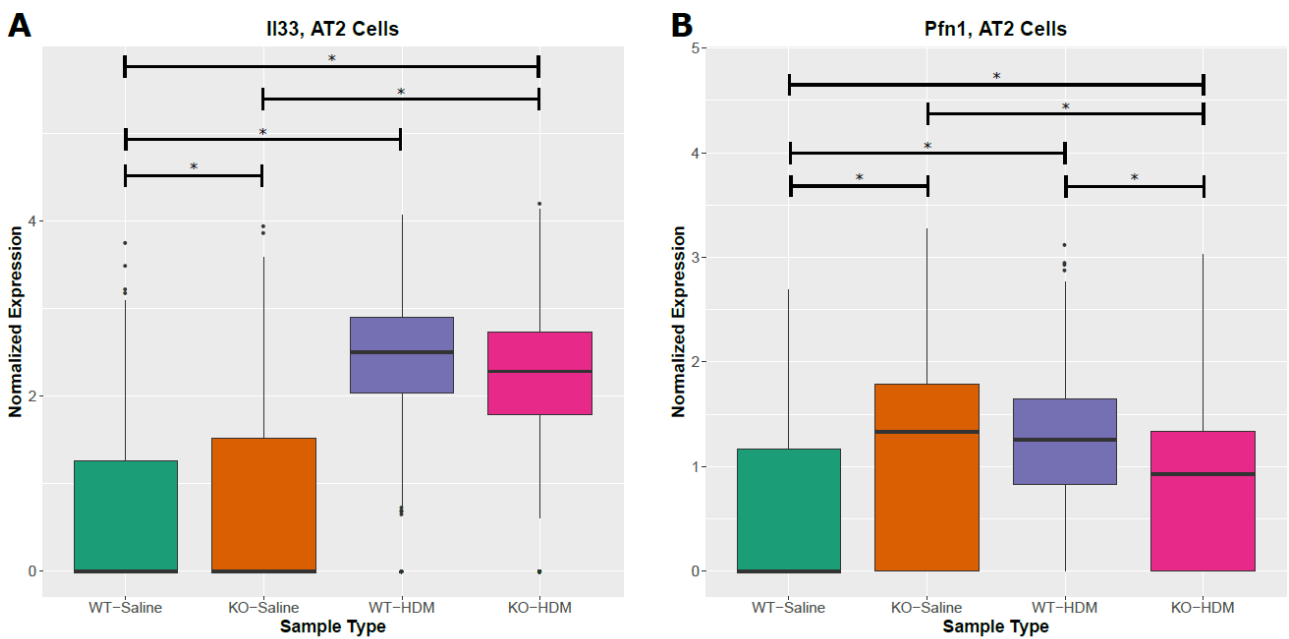 A
Il33, AT2 Cells
*
*
*
*
4
2
0
Normalized Expression
WT−Saline
KO−Saline
WT−HDM
KO−HDM
Sample Type
B
Pfn1, AT2 Cells
5
*
*
*
*
*
4
3
2
1
0
Normalized Expression
WT−Saline
KO−Saline
WT−HDM
KO−HDM
Sample Type